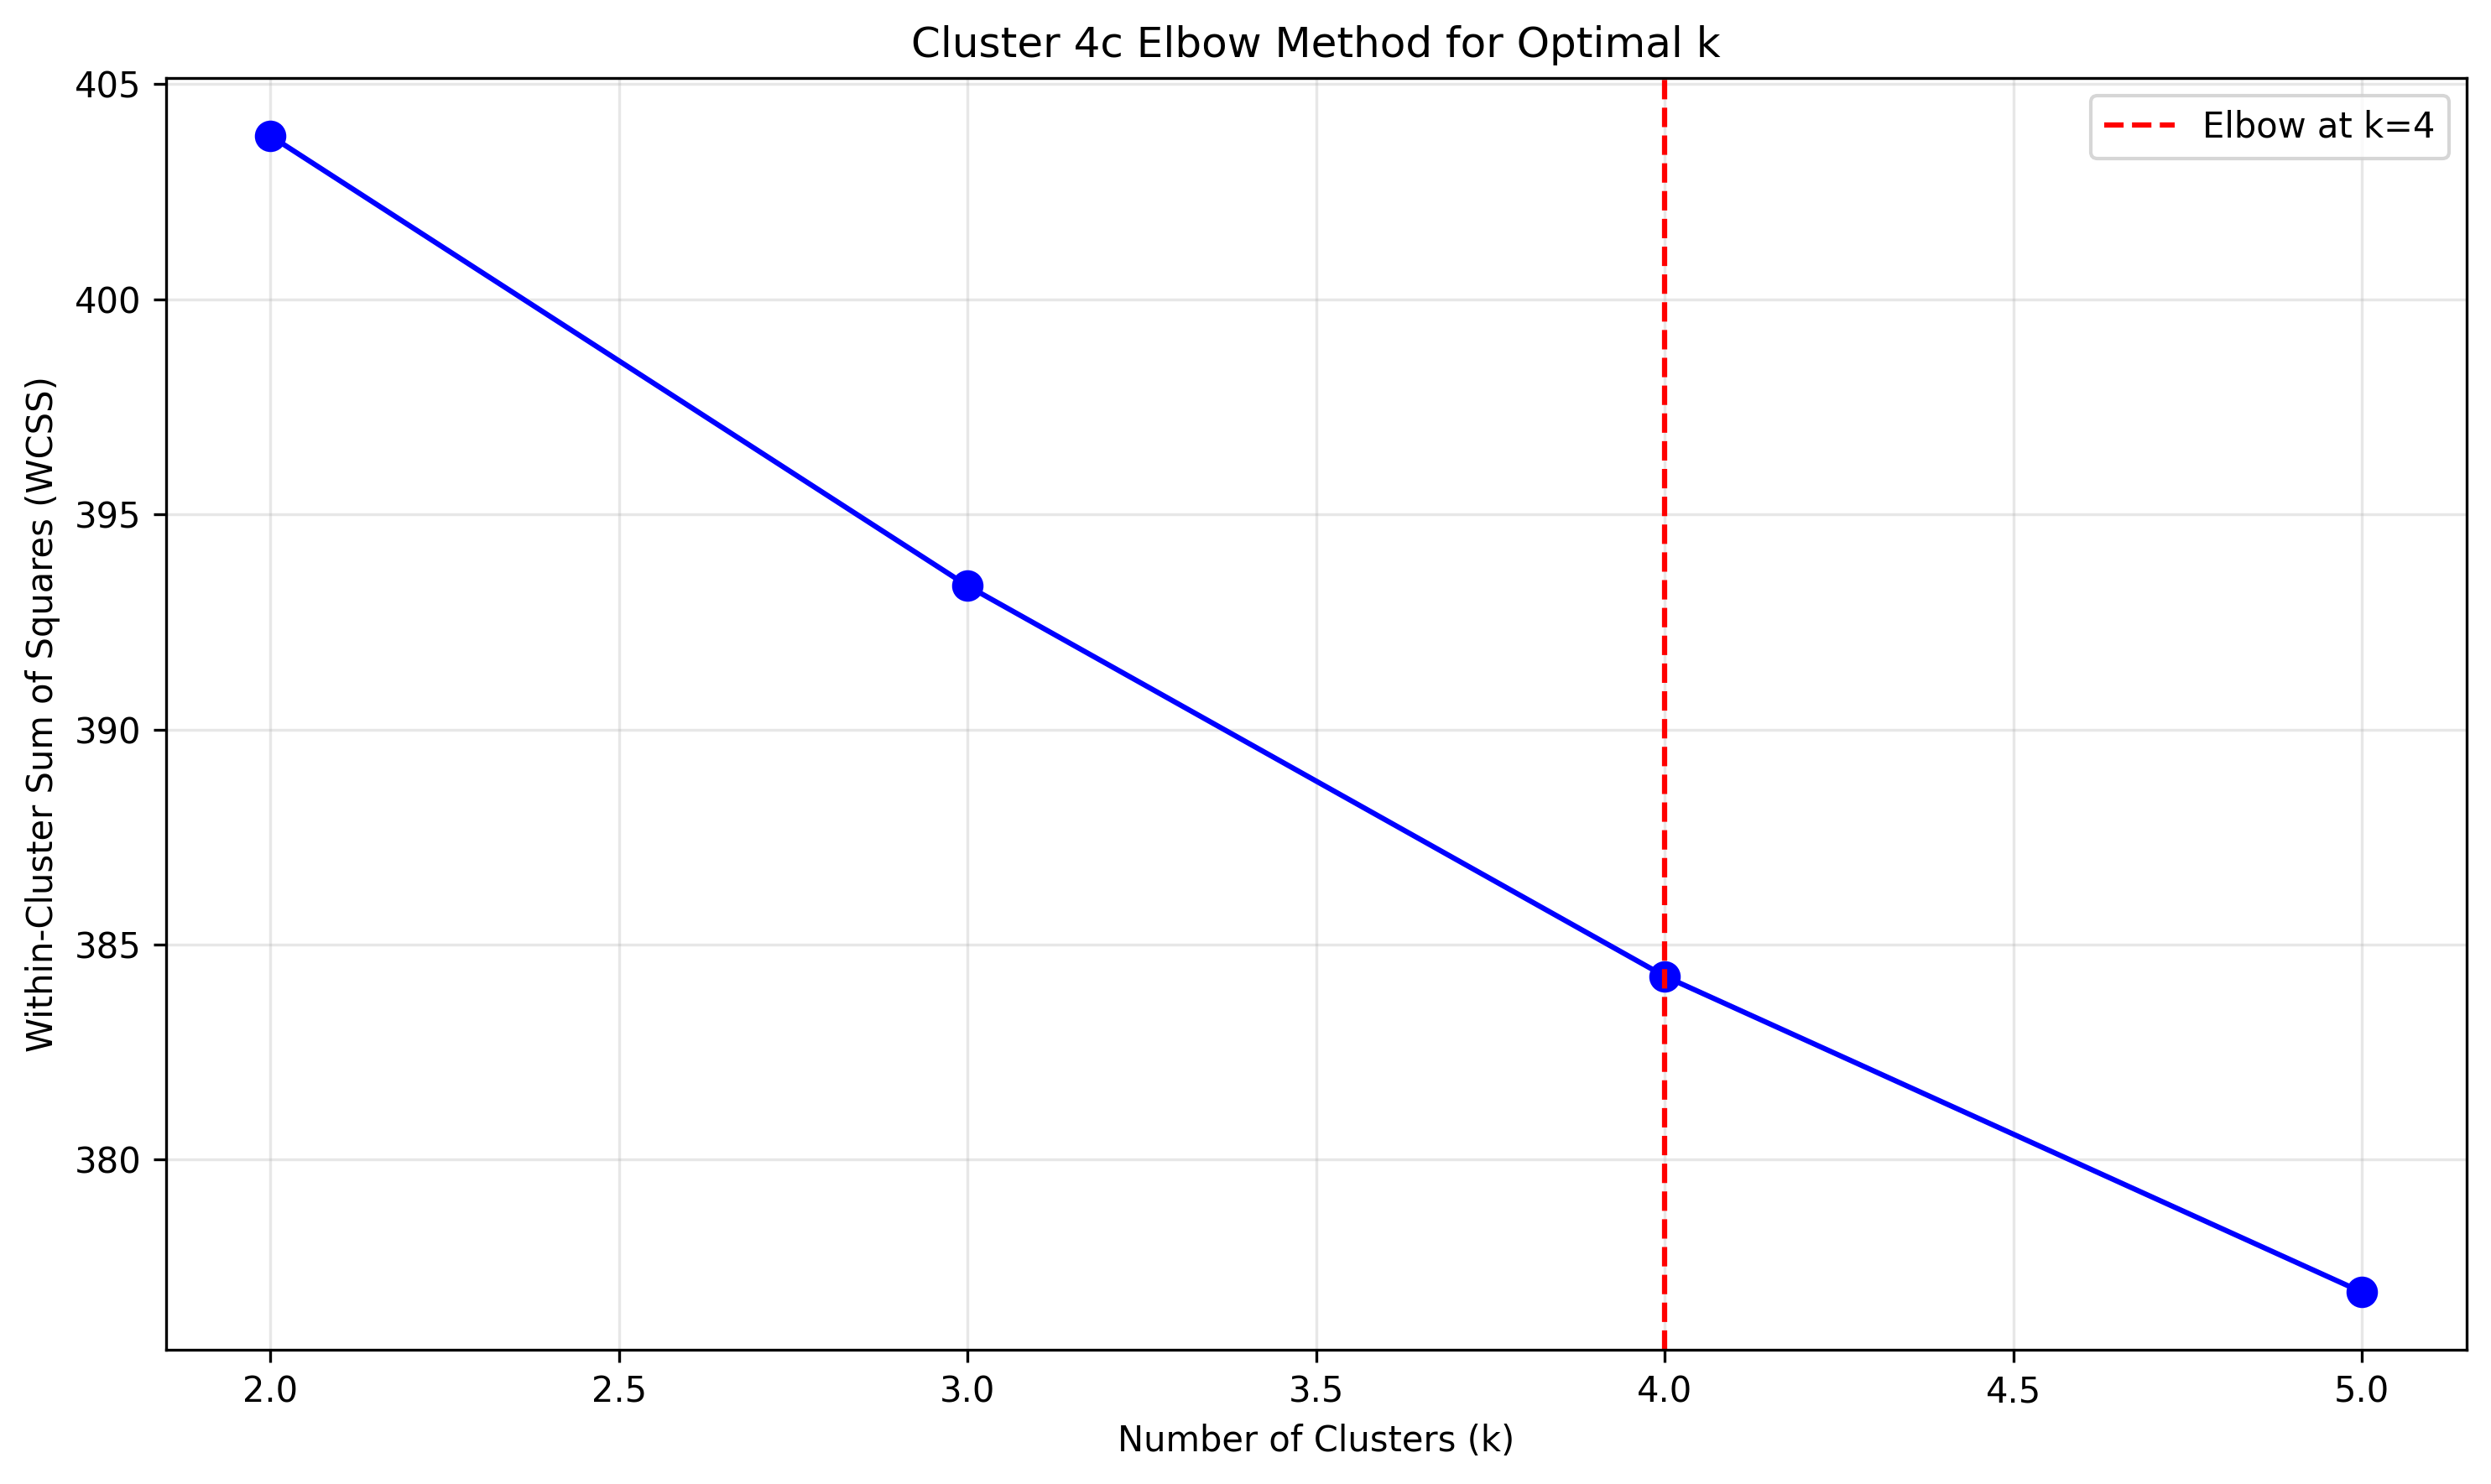 Cluster 4c Elbow Method for Optimal k
Elbow at k=4
Within-Cluster Sum of Squares (WCSS)
405
400
395
390
385
380
2.0 2.5 3.0 3.5 4.0 4.5 5.0
Number of Clusters (k)